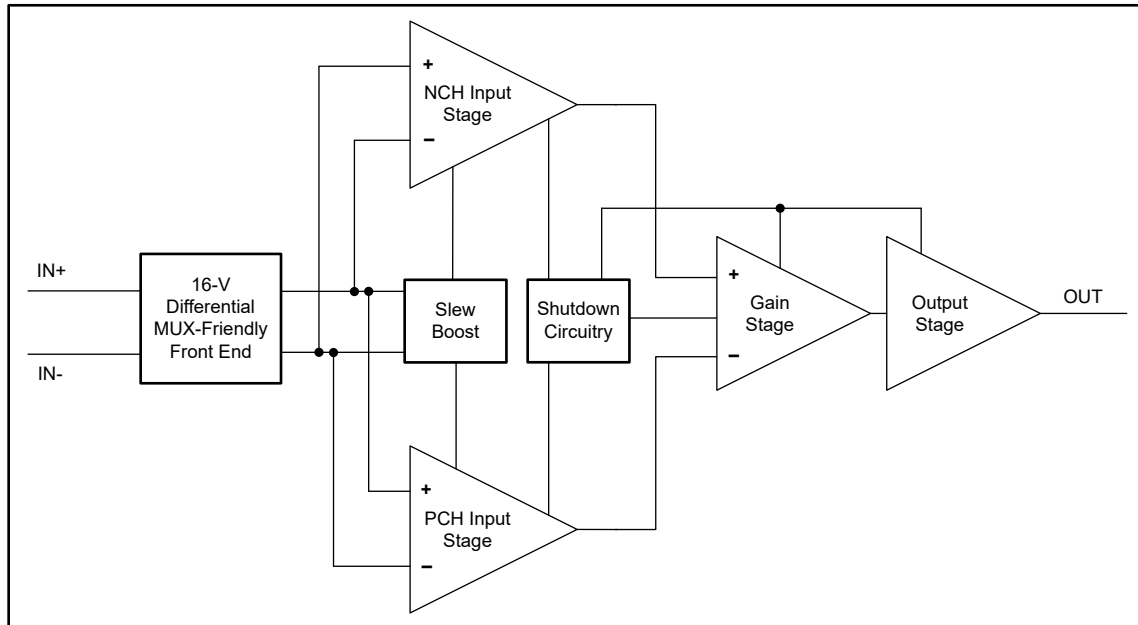 +
NCH Input
Stage
−
IN+
IN-
16-V
Differential
MUX-Friendly
Front End
Slew
Boost
Shutdown
Circuitry
+
Gain
Stage
−
Output
Stage
OUT
+
PCH Input
Stage
−